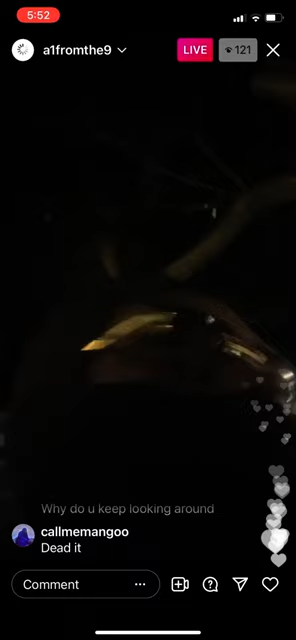 5:52
a1fromthe9
LIVE
121
Why do u keep looking around
callmemangoo
Dead it
Comment